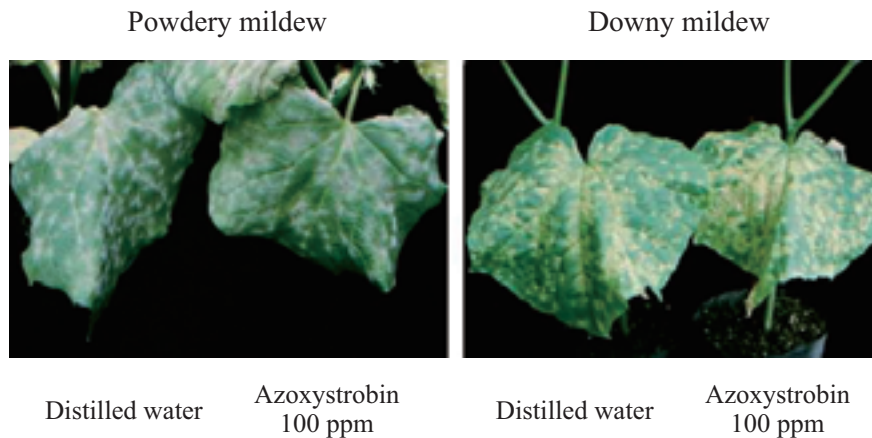 Powdery mildew
Downy mildew
Distilled water
Azoxystrobin
100 ppm
Distilled water
Azoxystrobin
100 ppm